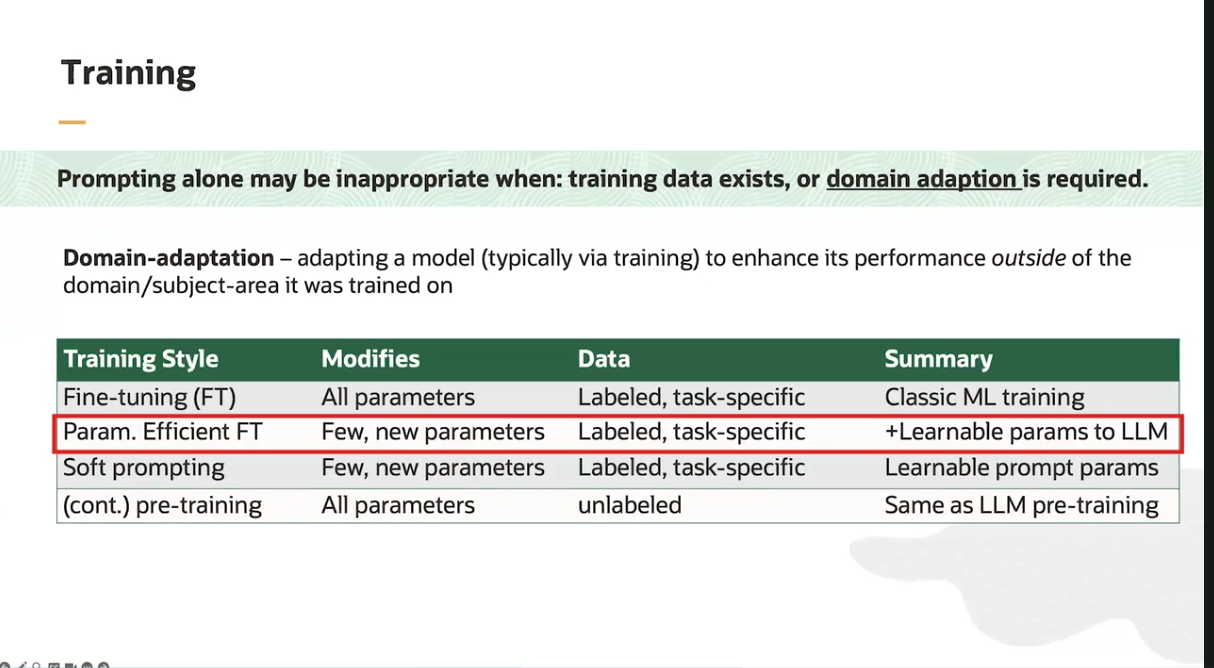 Training
Prompting alone may be inappropriate when: training data exists, or domain adaption is required.
Domain-adaptation – adapting a model (typically via training) to enhance its performance outside of the
domain/subject-area it was trained on
Training Style Modifies Data Summary
Fine-tuning (FT) All parameters Labeled, task-specific Classic ML training
Param. Efficient FT Few, new parameters Labeled, task-specific +Learnable params to LLM
Soft prompting Few, new parameters Labeled, task-specific Learnable prompt params
(cont.) pre-training All parameters unlabeled Same as LLM pre-training